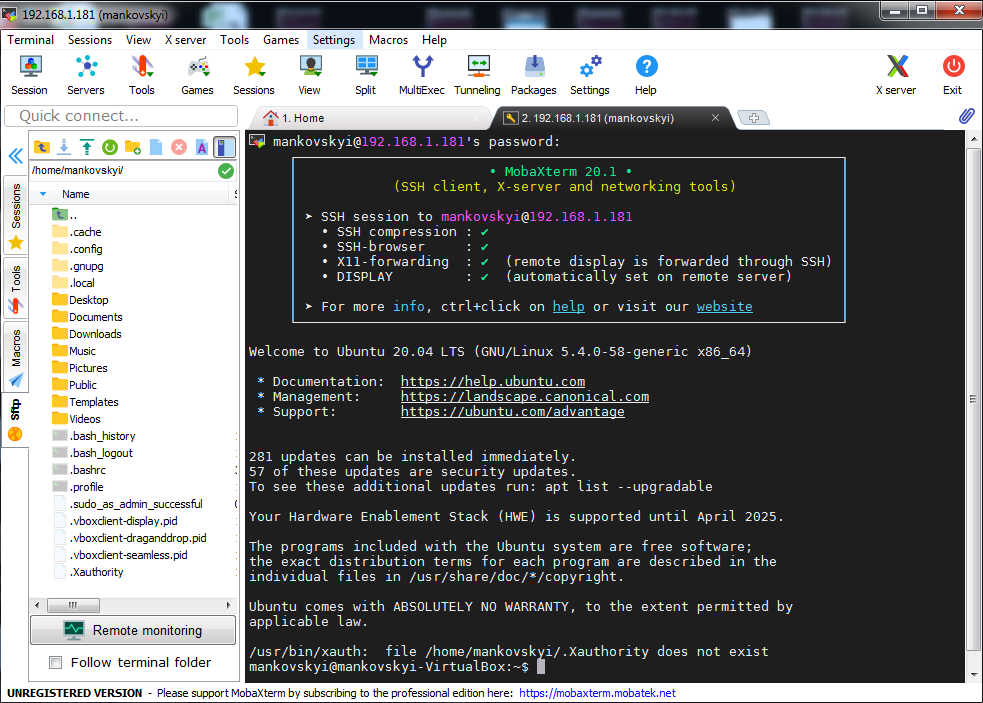 192.168.1.181 (mankovskyi)
Terminal Sessions View X server Tools Games Settings Macros Help
Session Servers Tools Games Sessions View Split MultiExec Tunneling Packages Settings Help X server Exit
Quick connect...
1. Home
2. 192.168.1.181 (mankovskyi)
/home/mankovskyi/
Name
..
.cache
.config
.gnupg
.local
Desktop
Documents
Downloads
Music
Pictures
Public
Templates
Videos
.bash_history
.bash_logout
.bashrc
.profile
.sudo_as_admin_successful
.vboxclient-display.pid
.vboxclient-draganddrop.pid
.vboxclient-seamless.pid
.Xauthority
Sessions
Tools
Macros
Sftp
Remote monitoring
Follow terminal folder
mankovskyi@192.168.1.181's password:
• MobaXterm 20.1 •
(SSH client, X-server and networking tools)
➤ SSH session to mankovskyi@192.168.1.181
• SSH compression : ✔
• SSH-browser : ✔
• X11-forwarding : ✔ (remote display is forwarded through SSH)
• DISPLAY : ✔ (automatically set on remote server)
➤ For more info, ctrl+click on help or visit our website
Welcome to Ubuntu 20.04 LTS (GNU/Linux 5.4.0-58-generic x86_64)
* Documentation: https://help.ubuntu.com
* Management: https://landscape.canonical.com
* Support: https://ubuntu.com/advantage
281 updates can be installed immediately.
57 of these updates are security updates.
To see these additional updates run: apt list --upgradable
Your Hardware Enablement Stack (HWE) is supported until April 2025.
The programs included with the Ubuntu system are free software;
the exact distribution terms for each program are described in the
individual files in /usr/share/doc/*/copyright.
Ubuntu comes with ABSOLUTELY NO WARRANTY, to the extent permitted by
applicable law.
/usr/bin/xauth: file /home/mankovskyi/.Xauthority does not exist
mankovskyi@mankovskyi-VirtualBox:~$
UNREGISTERED VERSION - Please support MobaXterm by subscribing to the professional edition here: https://mobaxterm.mobatek.net